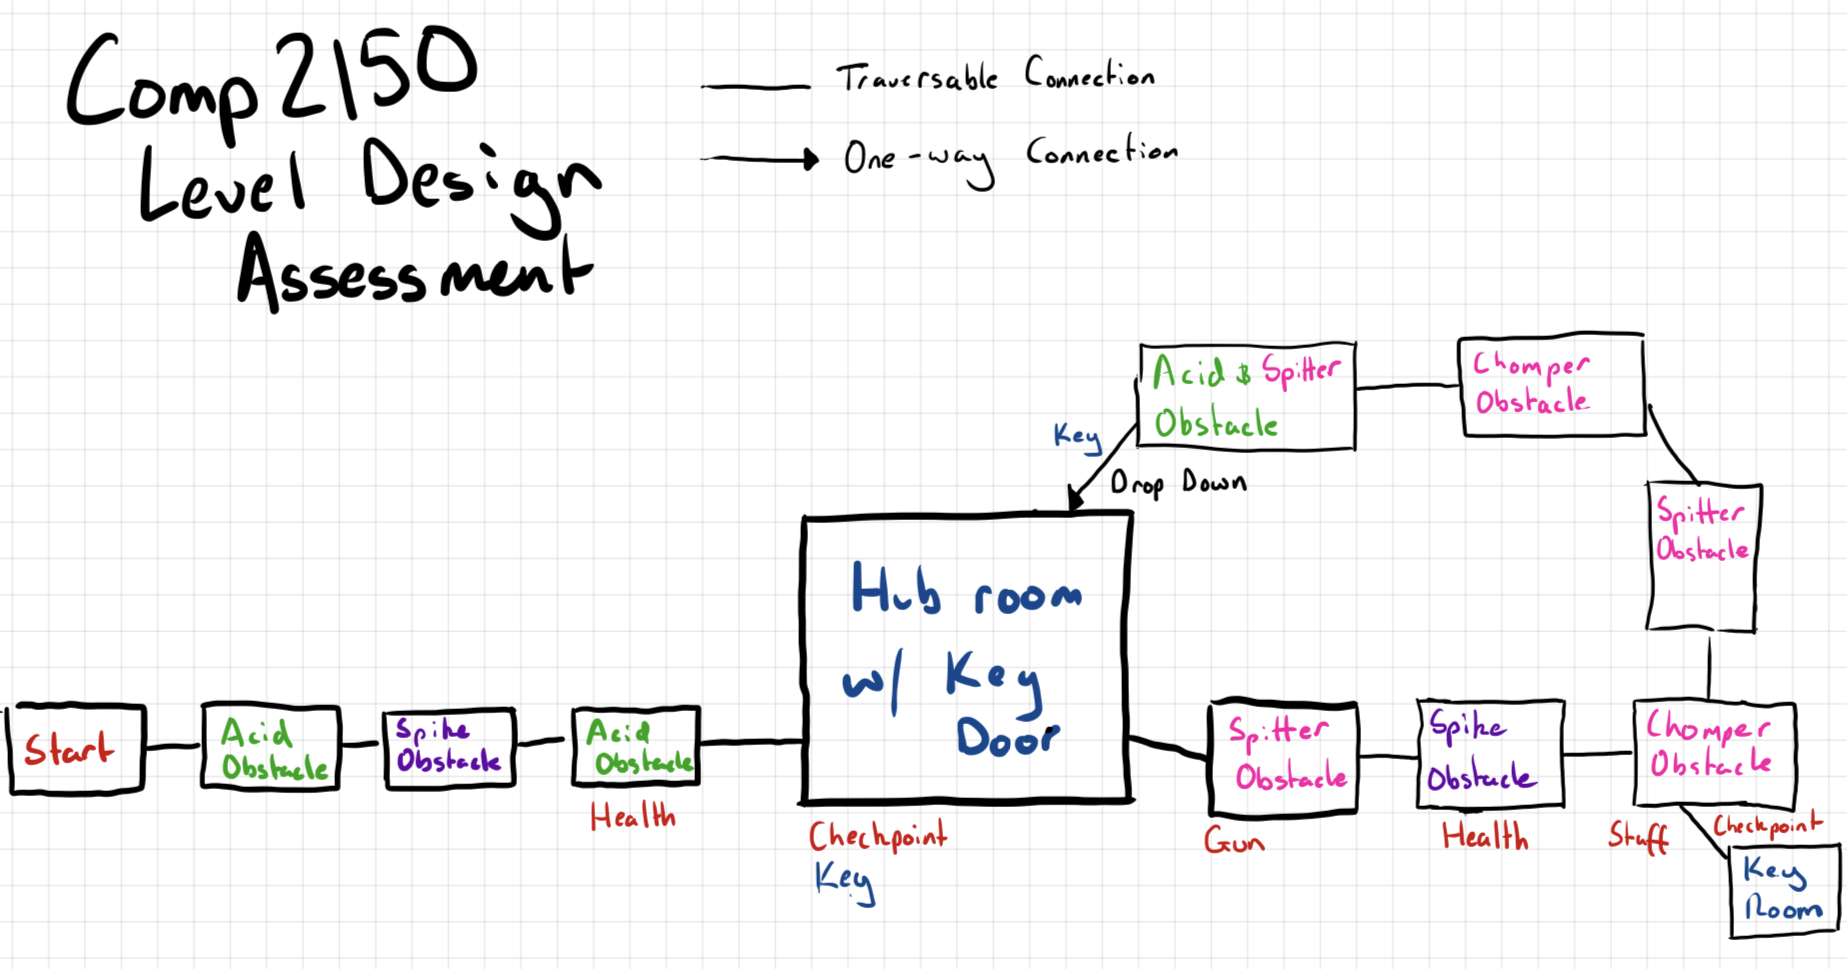 Comp 2150
Level Design
Assessment
Traversable Connection
One-way Connection
Acid & Spitter
Obstacle
Chomper
Obstacle
Key
Drop Down
Spitter
Obstacle
Hub room
w/ Key
Door
Start
Acid
Obstacle
Spike
Obstacle
Acid
Obstacle
Health
Checkpoint
Key
Spitter
Obstacle
Gun
Spike
Obstacle
Health
Chomper
Obstacle
Staff
Checkpoint
Key
Room